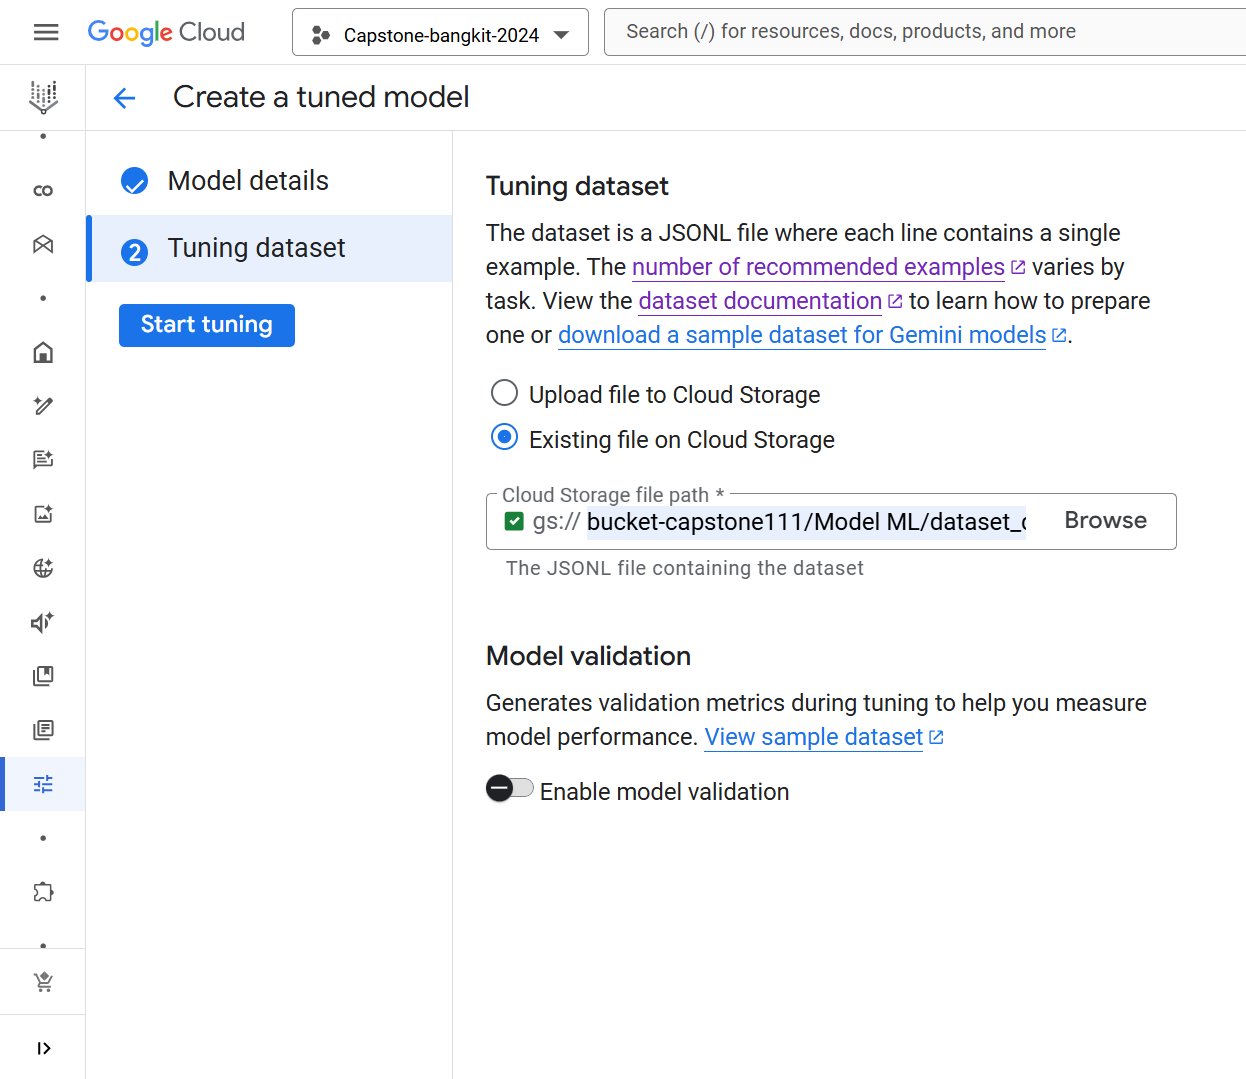 Google Cloud
Capstone-bangkit-2024
Search (/) for resources, docs, products, and more
Create a tuned model
Model details
2 Tuning dataset
Start tuning
Tuning dataset
The dataset is a JSONL file where each line contains a single
example. The number of recommended examples varies by
task. View the dataset documentation to learn how to prepare
one or download a sample dataset for Gemini models.
Upload file to Cloud Storage
Existing file on Cloud Storage
Cloud Storage file path *
gs:// bucket-capstone111/Model ML/dataset_
Browse
The JSONL file containing the dataset
Model validation
Generates validation metrics during tuning to help you measure
model performance. View sample dataset
Enable model validation